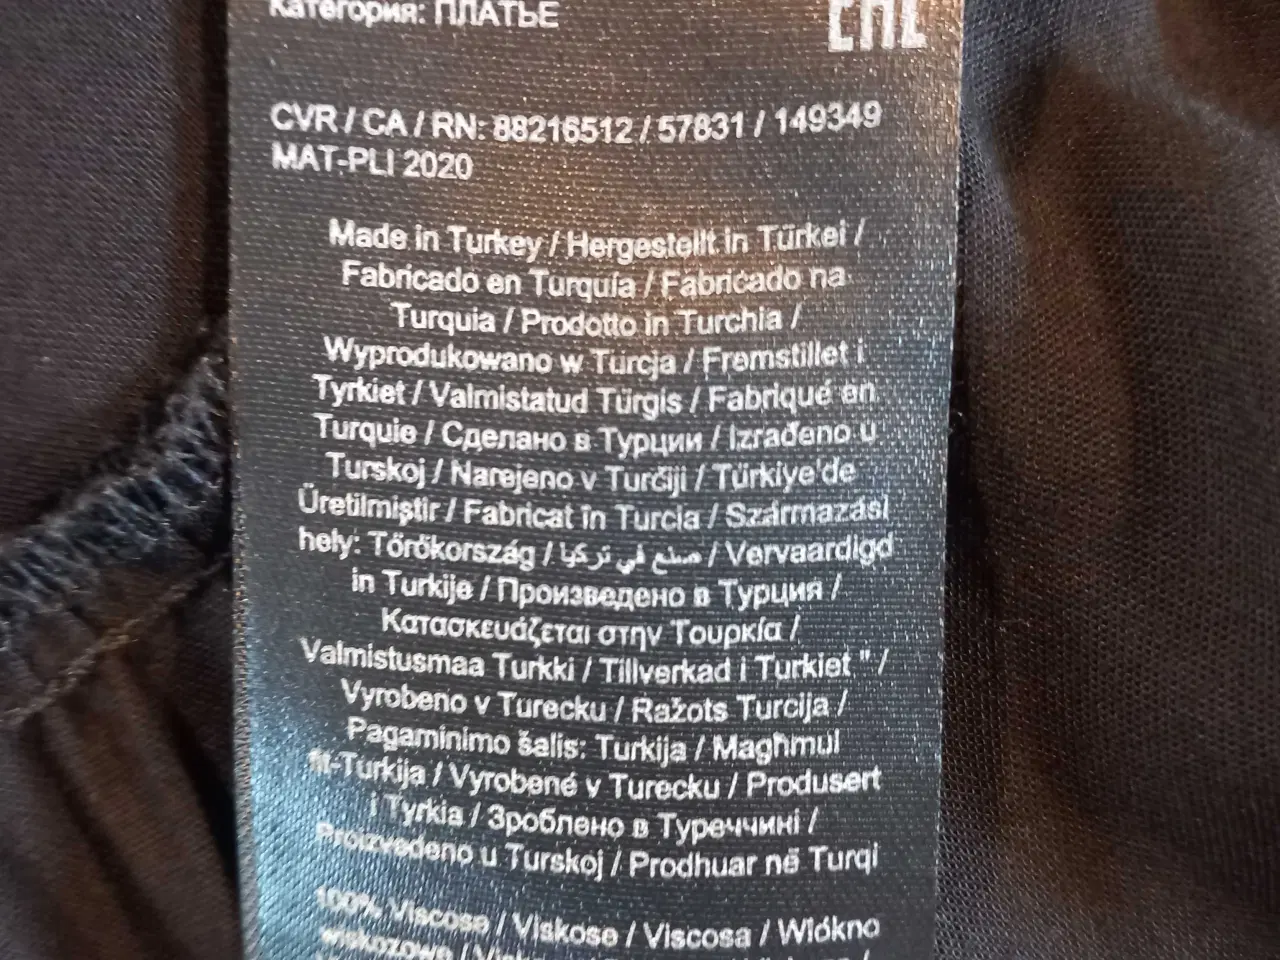 Категория: ПЛАТЬЕ
EAC
CVR / CA / RN: 88216512 / 57831 / 149349
MAT-PLI 2020
Made in Turkey / Hergestellt in Türkei /
Fabricado en Turquía / Fabricado na
Turquia / Prodotto in Turchia /
Wyprodukowano w Turcja / Fremstillet i
Tyrkiet / Valmistatud Türgis / Fabriqué en
Turquie / Сделано в Турции / Izrađeno u
Turskoj / Narejeno v Turčiji / Türkiye'de
Üretilmiştir / Fabricat în Turcia / Származási
hely: Törökország / صنع في تركيا / Vervaardigd
in Turkije / Произведено в Турция /
Κατασκευάζεται στην Τουρκία /
Valmistusmaa Turkki / Tillverkad i Turkiet " /
Vyrobeno v Turecku / Ražots Turcija /
Pagaminimo šalis: Turkija / Magħmul
fit-Turkija / Vyrobené v Turecku / Produsert
i Tyrkia / Зроблено в Туреччині /
Proizvedeno u Turskoj / Prodhuar në Turqi
100% Viscose / Viskose / Viscosa / Włókno
wiskozowe /